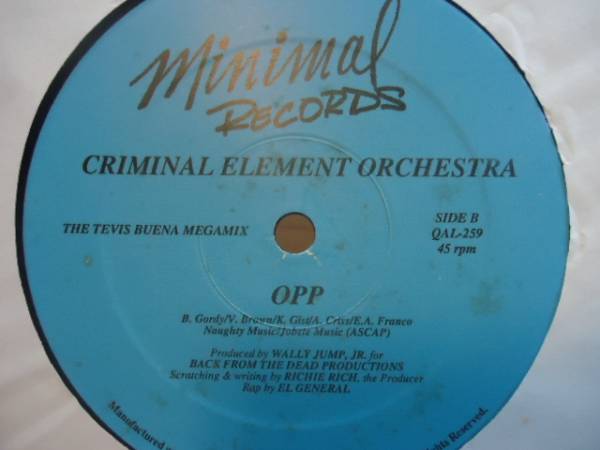 Minimal
RECORDS
CRIMINAL ELEMENT ORCHESTRA
THE TEVIS BUENA MEGAMIX
SIDE B
QAL-259
45 rpm
OPP
B. Gordy/V. Brown/K. Gist/A. Criss/E.A. Franco
Naughty Music/Jobete Music (ASCAP)
Produced by WALLY JUMP, JR. for
BACK FROM THE DEAD PRODUCTIONS
Scratching & writing by RICHIE RICH, the Producer
Rap by EL GENERAL
Manufactured
Reserved.